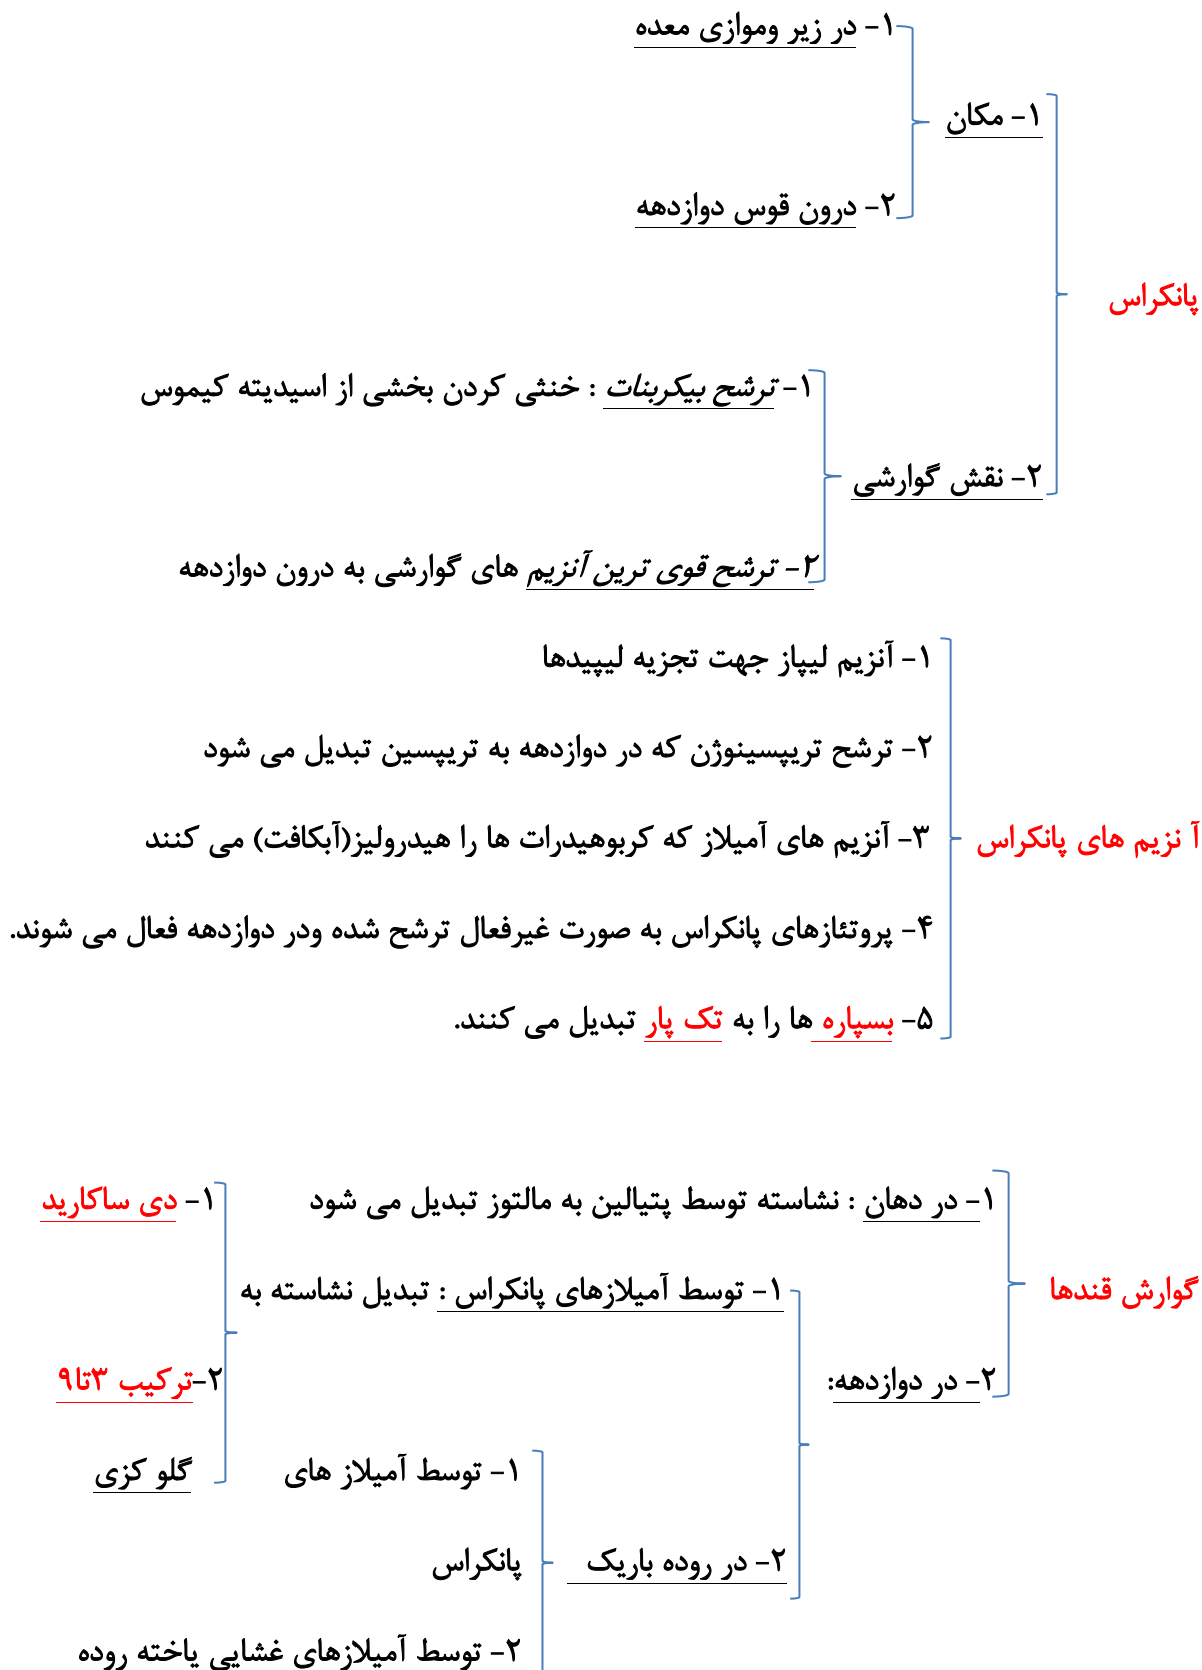 ۱- در زیر وموازی معده
۱- مکان
۲- درون قوس دوازدهه
پانکراس
۱- ترشح بیکربنات : خنثی کردن بخشی از اسیدیته کیموس
۲- نقش گوارشی
۲- ترشح قوی ترین آنزیم های گوارشی به درون دوازدهه
۱- آنزیم لیپاز جهت تجزیه لیپیدها
۲- ترشح تریپسینوژن که در دوازدهه به تریپسین تبدیل می شود
آ نزیم های پانکراس
۳- آنزیم های آمیلاز که کربوهیدرات ها را هیدرولیز(آبکافت) می کنند
۴- پروتئازهای پانکراس به صورت غیرفعال ترشح شده ودر دوازدهه فعال می شوند.
۵- بسپاره ها را به تک پار تبدیل می کنند.
۱- در دهان : نشاسته توسط پتیالین به مالتوز تبدیل می شود
۱- دی ساکارید
گوارش قندها
۱- توسط آمیلازهای پانکراس : تبدیل نشاسته به
۲- در دوازدهه:
۲-ترکیب ۳تا۹
گلو کزی
۱- توسط آمیلاز های
پانکراس
۲- در روده باریک
۲- توسط آمیلازهای غشایی یاخته روده